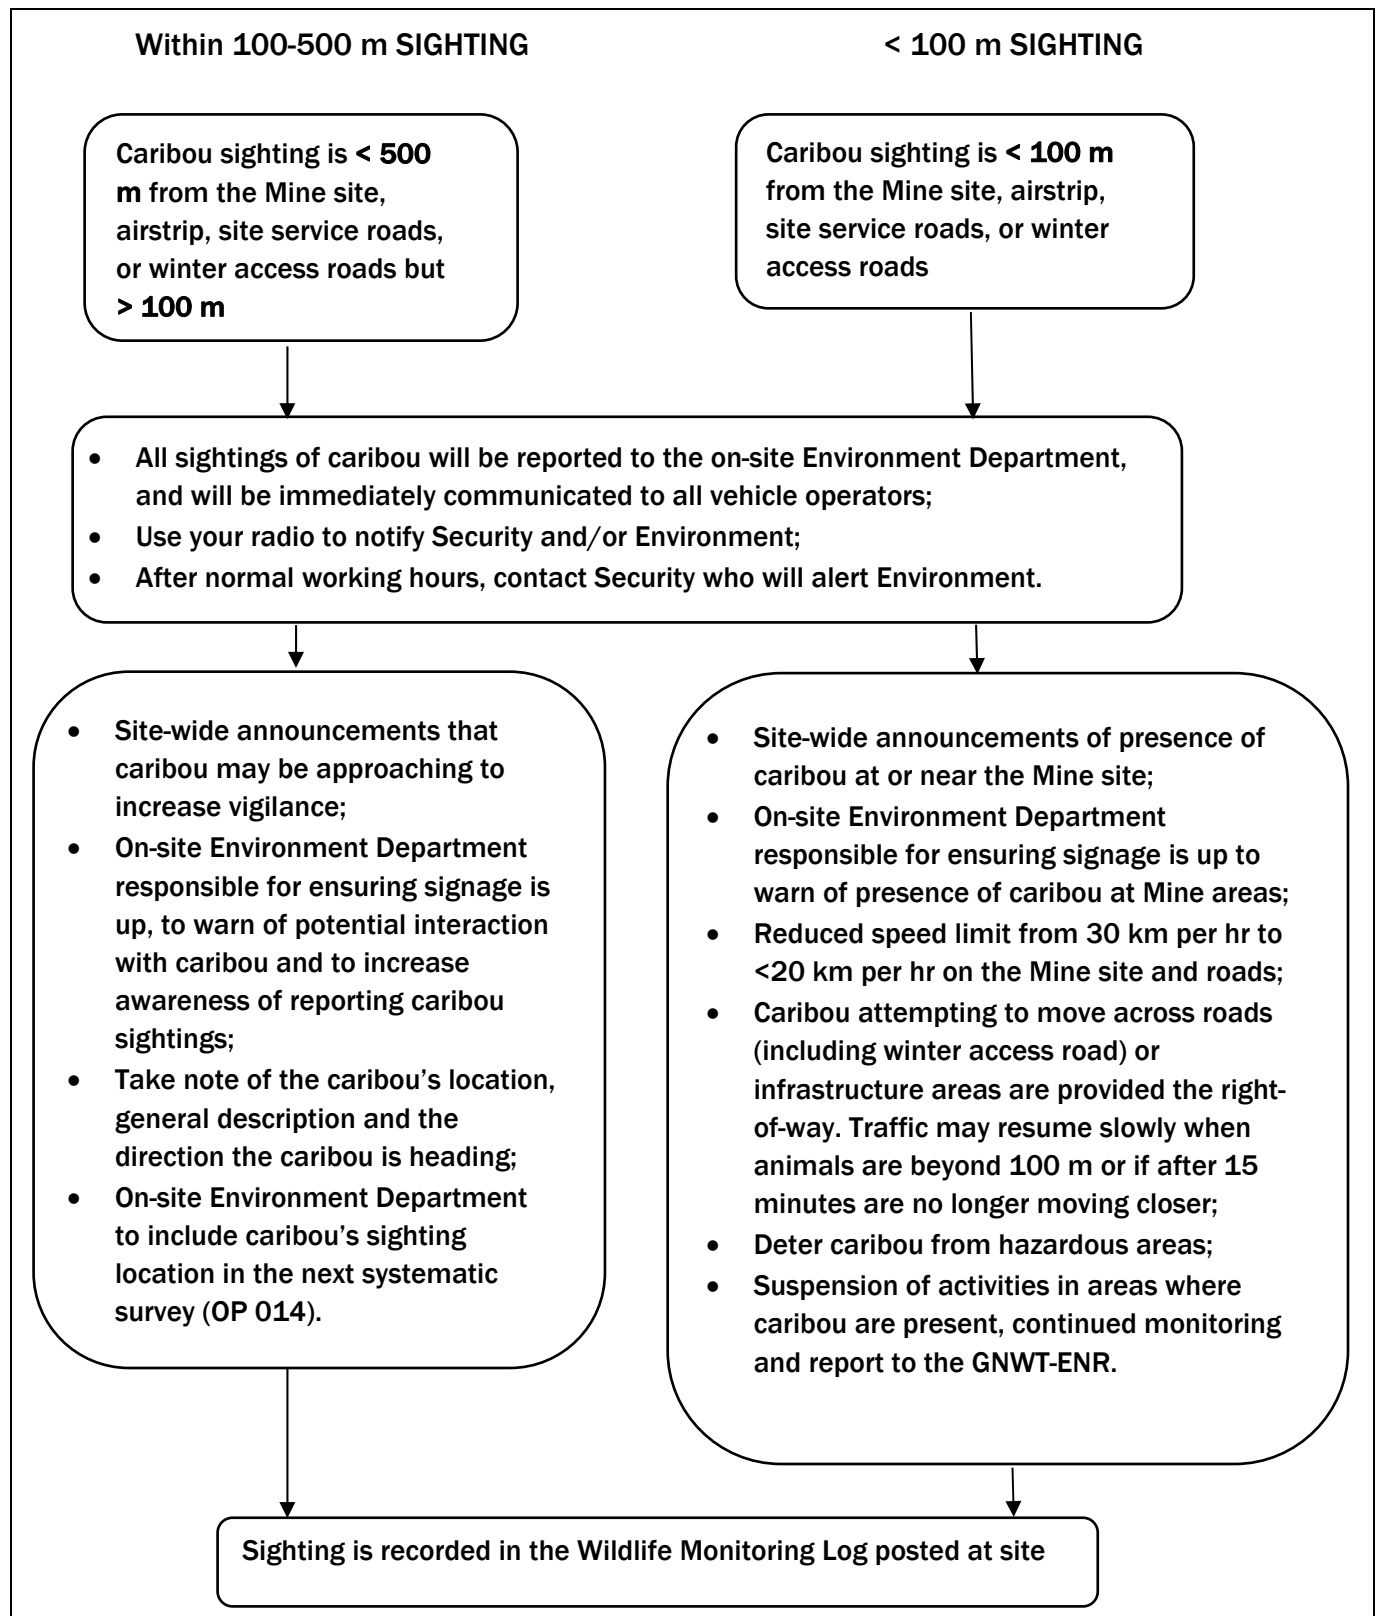 Within 100-500 m SIGHTING
< 100 m SIGHTING
Caribou sighting is < 500
m from the Mine site,
airstrip, site service roads,
or winter access roads but
> 100 m
Caribou sighting is < 100 m
from the Mine site, airstrip,
site service roads, or winter
access roads
• All sightings of caribou will be reported to the on-site Environment Department,
and will be immediately communicated to all vehicle operators;
• Use your radio to notify Security and/or Environment;
• After normal working hours, contact Security who will alert Environment.
• Site-wide announcements that
caribou may be approaching to
increase vigilance;
• On-site Environment Department
responsible for ensuring signage is
up, to warn of potential interaction
with caribou and to increase
awareness of reporting caribou
sightings;
• Take note of the caribou’s location,
general description and the
direction the caribou is heading;
• On-site Environment Department
to include caribou’s sighting
location in the next systematic
survey (OP 014).
• Site-wide announcements of presence of
caribou at or near the Mine site;
• On-site Environment Department
responsible for ensuring signage is up to
warn of presence of caribou at Mine areas;
• Reduced speed limit from 30 km per hr to
<20 km per hr on the Mine site and roads;
• Caribou attempting to move across roads
(including winter access road) or
infrastructure areas are provided the right-
of-way. Traffic may resume slowly when
animals are beyond 100 m or if after 15
minutes are no longer moving closer;
• Deter caribou from hazardous areas;
• Suspension of activities in areas where
caribou are present, continued monitoring
and report to the GNWT-ENR.
Sighting is recorded in the Wildlife Monitoring Log posted at site